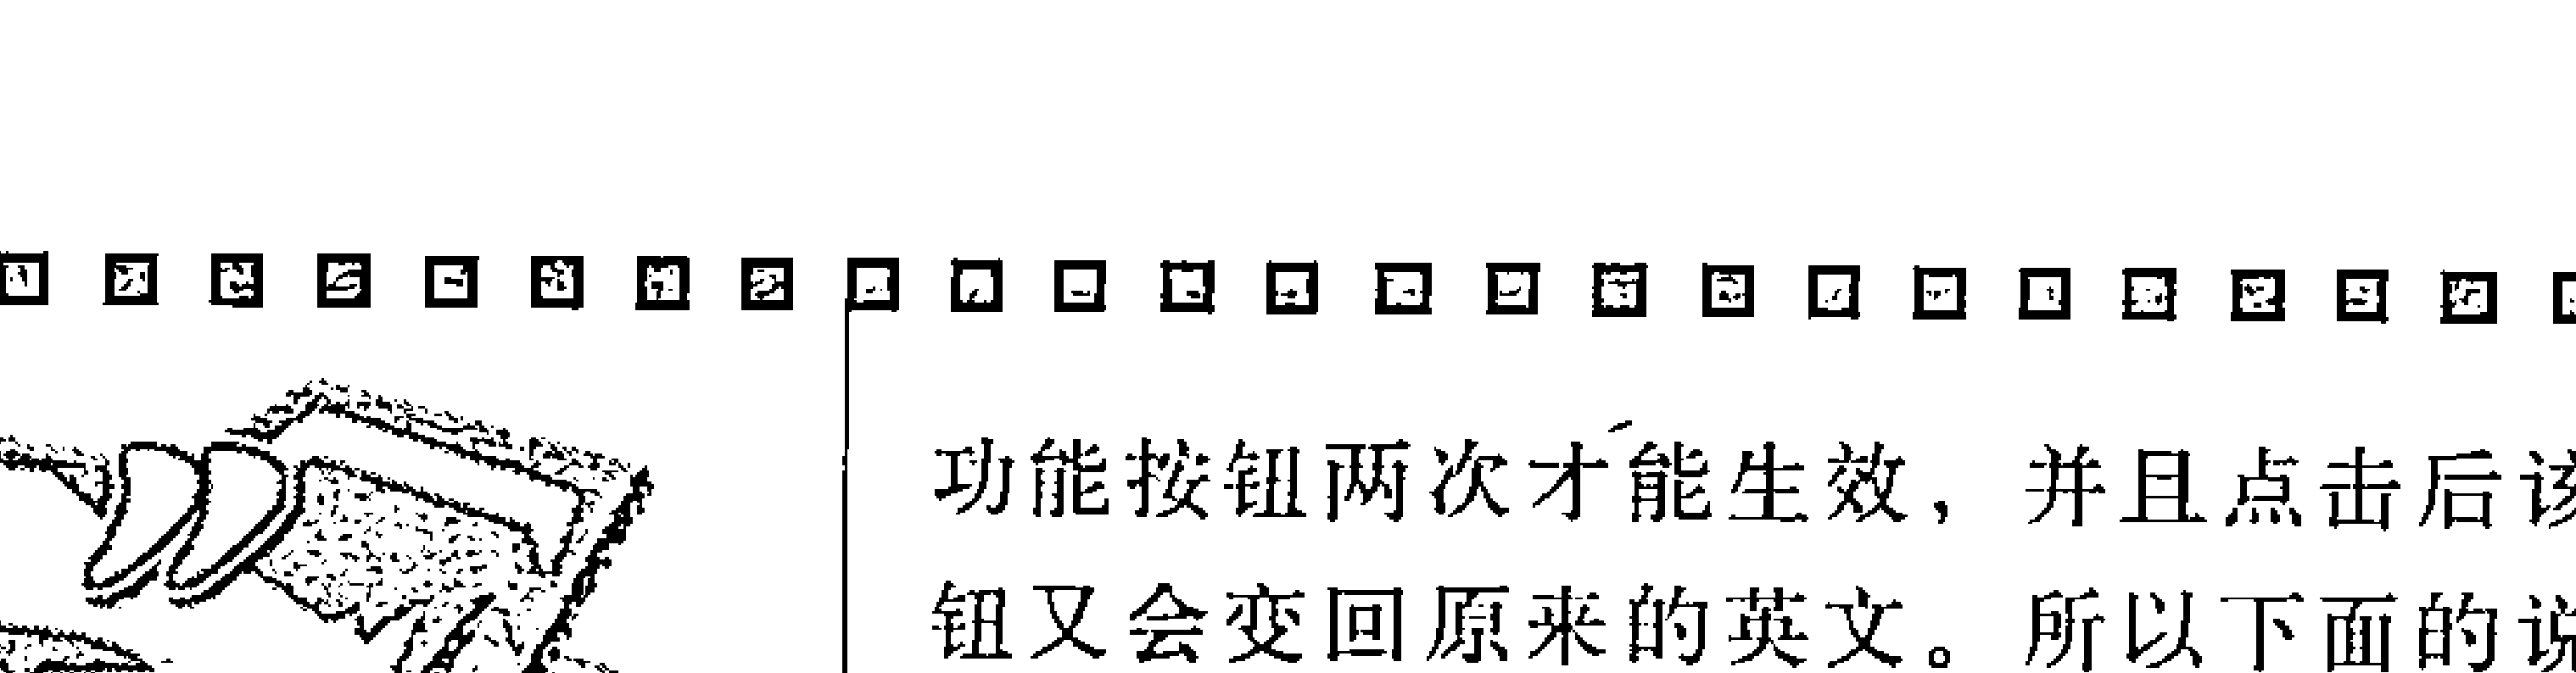 功能按钮两次才能生效，并且点击后该
钮又会变回原来的英文。所以下面的说